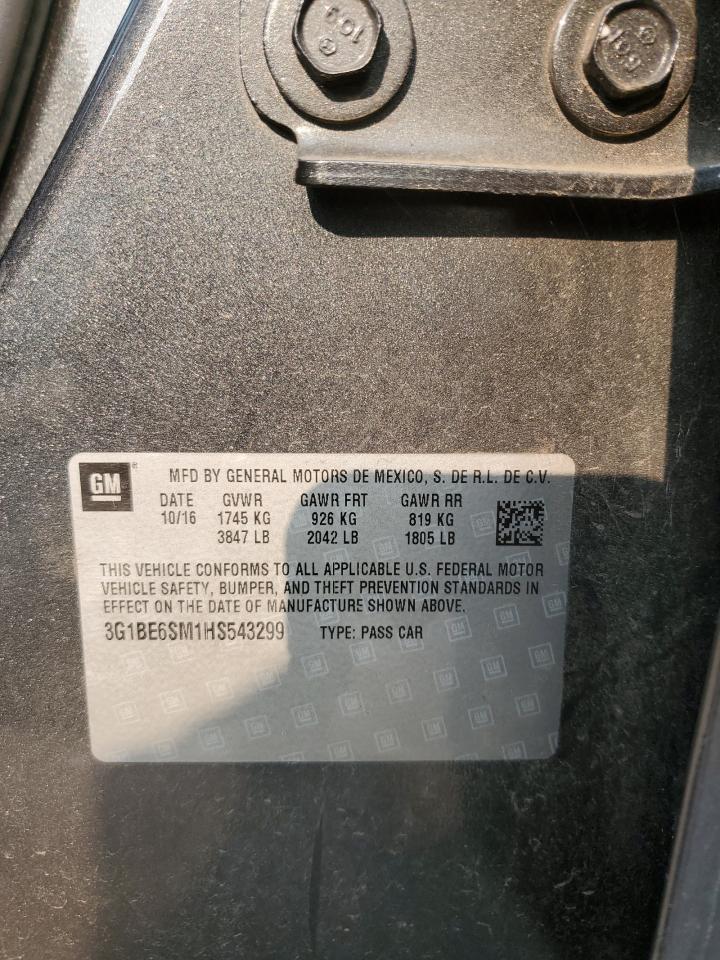 109
109
GM
MFD BY GENERAL MOTORS DE MEXICO, S. DE R.L. DE C.V.
DATE GVWR GAWR FRT GAWR RR
10/16 1745 KG 926 KG 819 KG
3847 LB 2042 LB 1805 LB
THIS VEHICLE CONFORMS TO ALL APPLICABLE U.S. FEDERAL MOTOR
VEHICLE SAFETY, BUMPER, AND THEFT PREVENTION STANDARDS IN
EFFECT ON THE DATE OF MANUFACTURE SHOWN ABOVE.
3G1BE6SM1HS543299 TYPE: PASS CAR